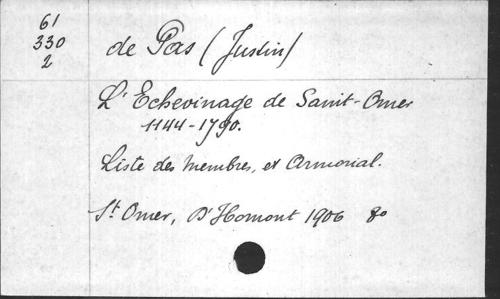 61
330
2
de Pas (Justin)
L'Echevinage de Saint-Omer
1144-1790.
Liste des membres, et Armorial.
St Omer, D'Homont 1906 8o